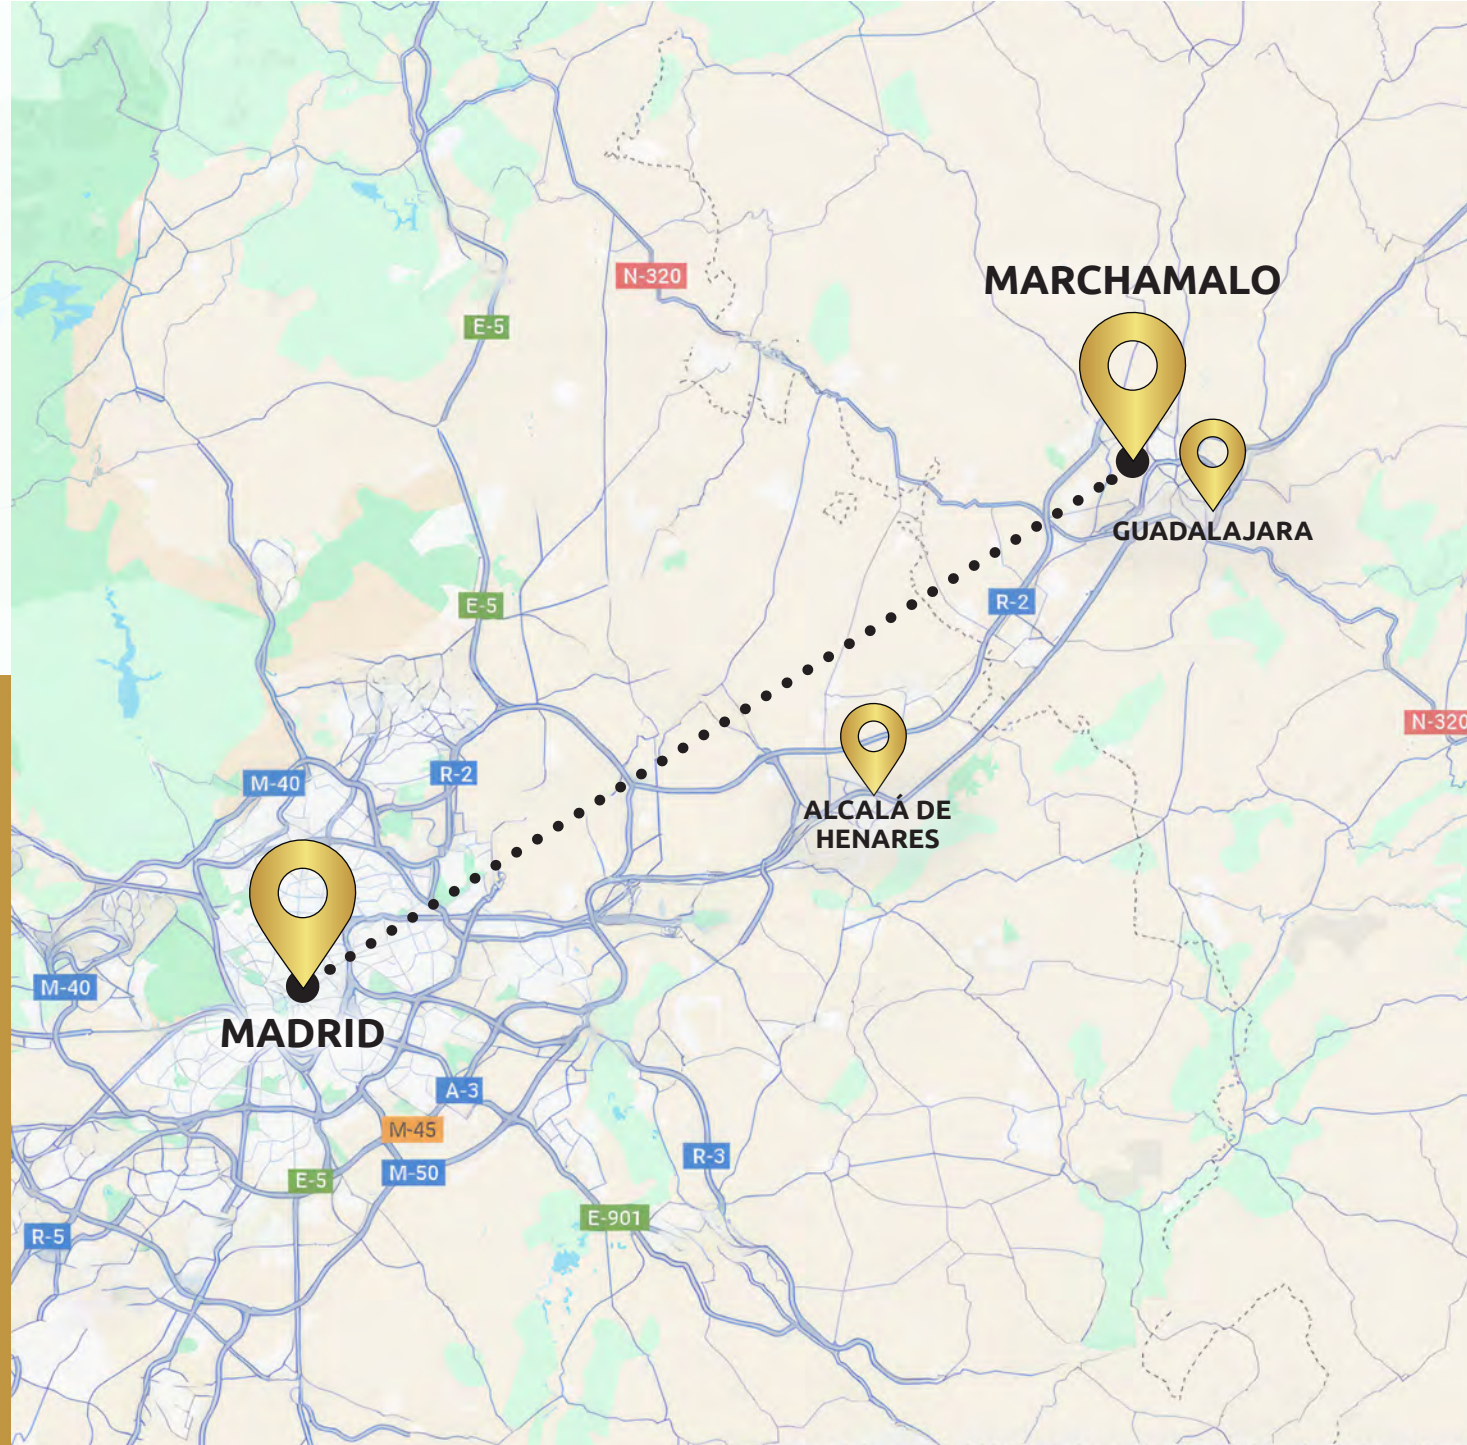 N-320
MARCHAMALO
E-5
GUADALAJARA
R-2
E-5
N-320
M-40
R-2
ALCALÁ DE
HENARES
M-40
MADRID
A-3
M-45
R-3
M-50
E-5
E-901
R-5